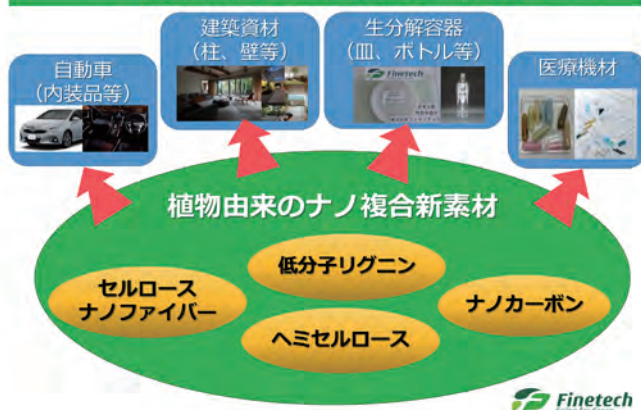 自動車
（内装品等）
建築資材
（柱、壁等）
生分解容器
（皿、ボトル等）
Finetech
医療機材
植物由来のナノ複合新素材
セルロース
ナノファイバー
低分子リグニン
ヘミセルロース
ナノカーボン
Finetech